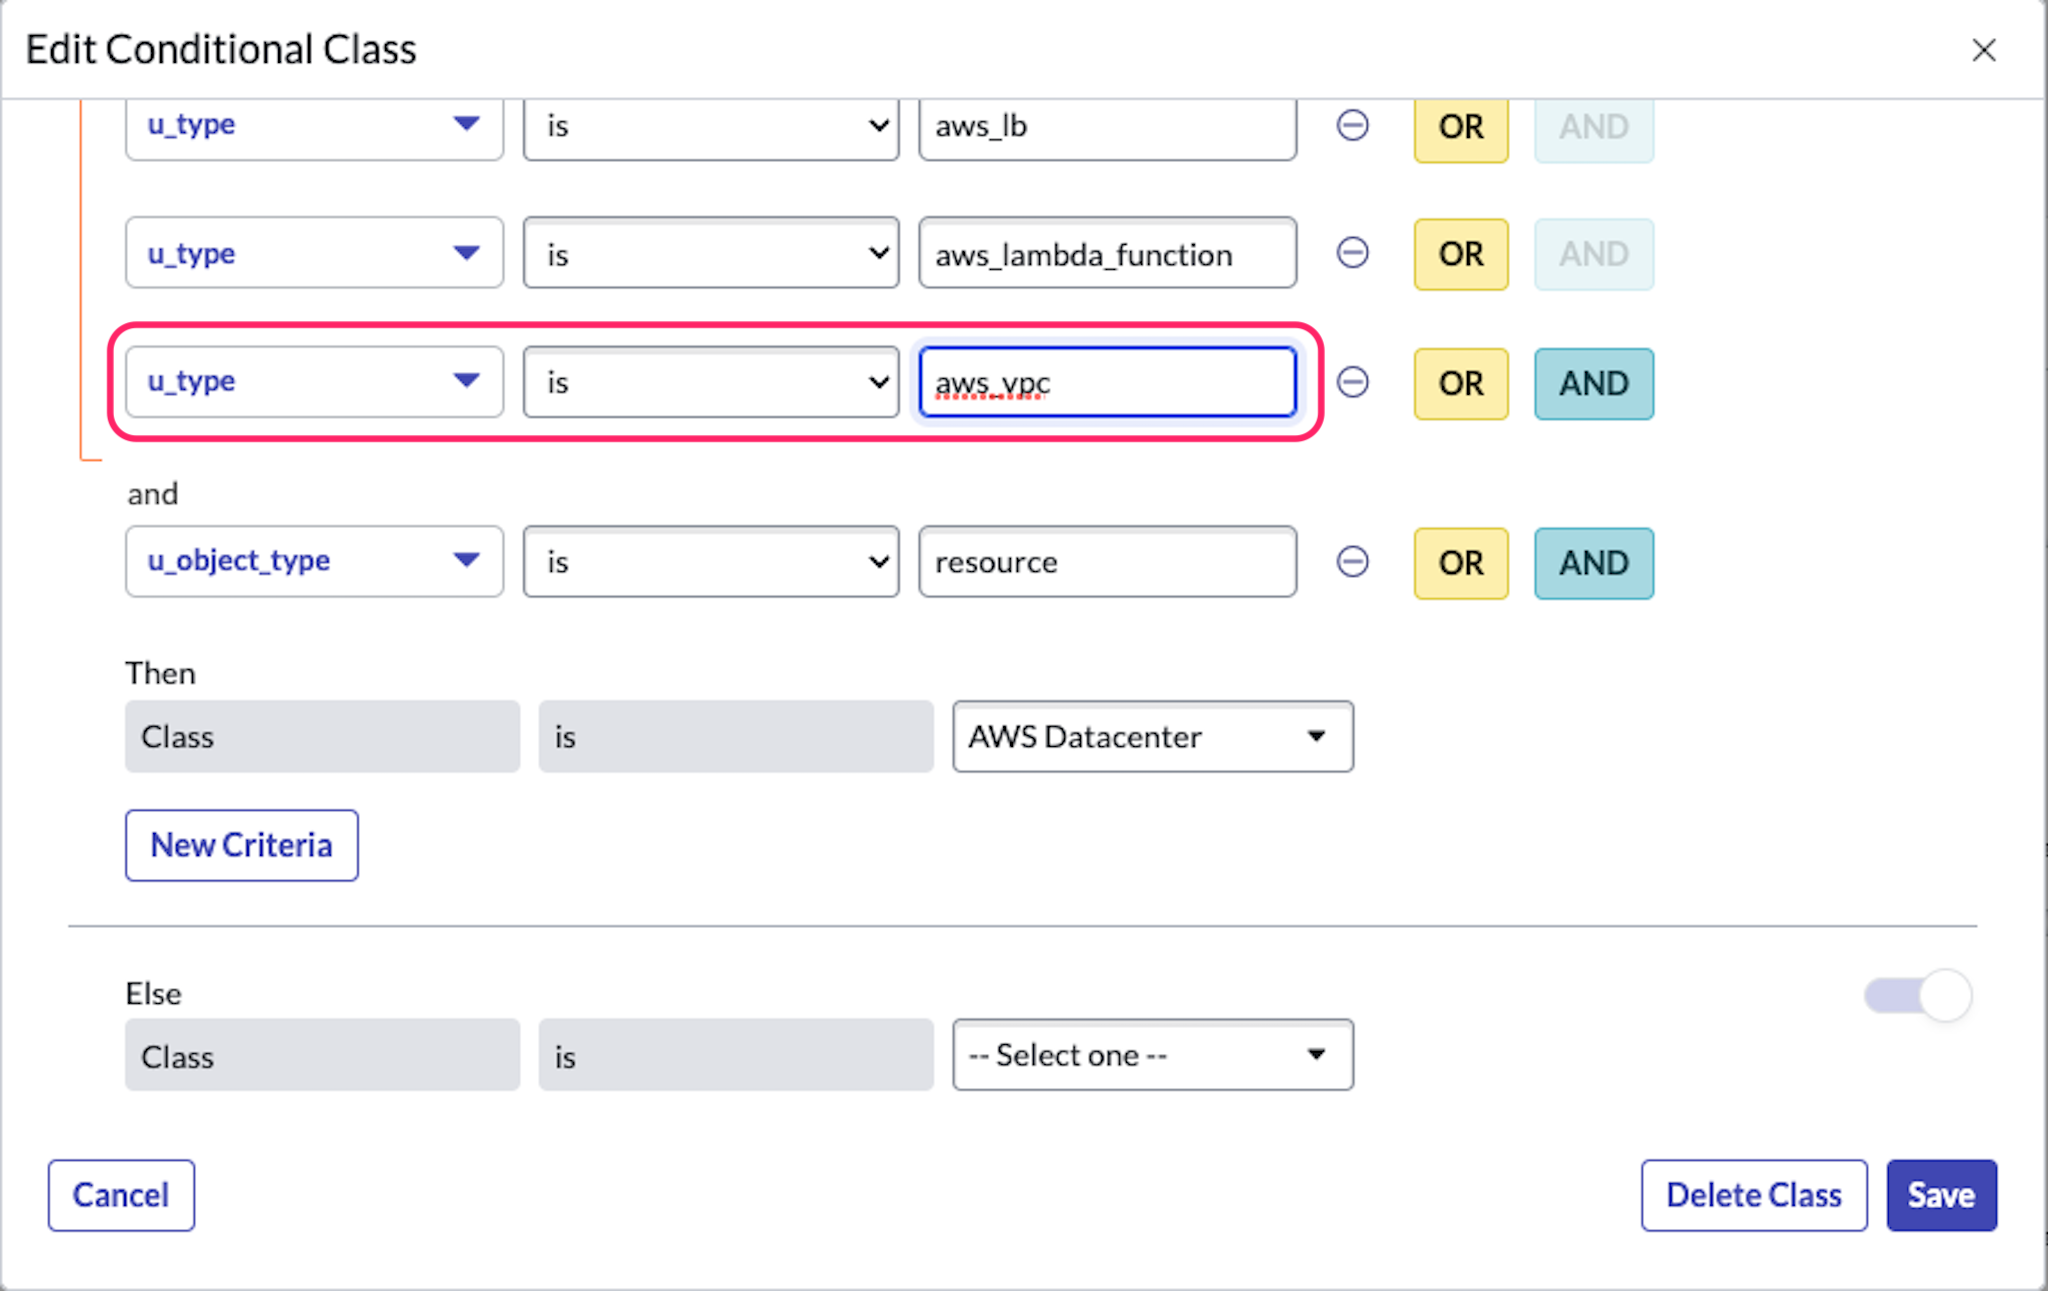 Edit Conditional Class
u_type is aws_lb OR AND
u_type is aws_lambda_function OR AND
u_type is aws_vpc OR AND
and
u_object_type is resource OR AND
Then
Class is AWS Datacenter
New Criteria
Else
Class is -- Select one --
Cancel Delete Class Save